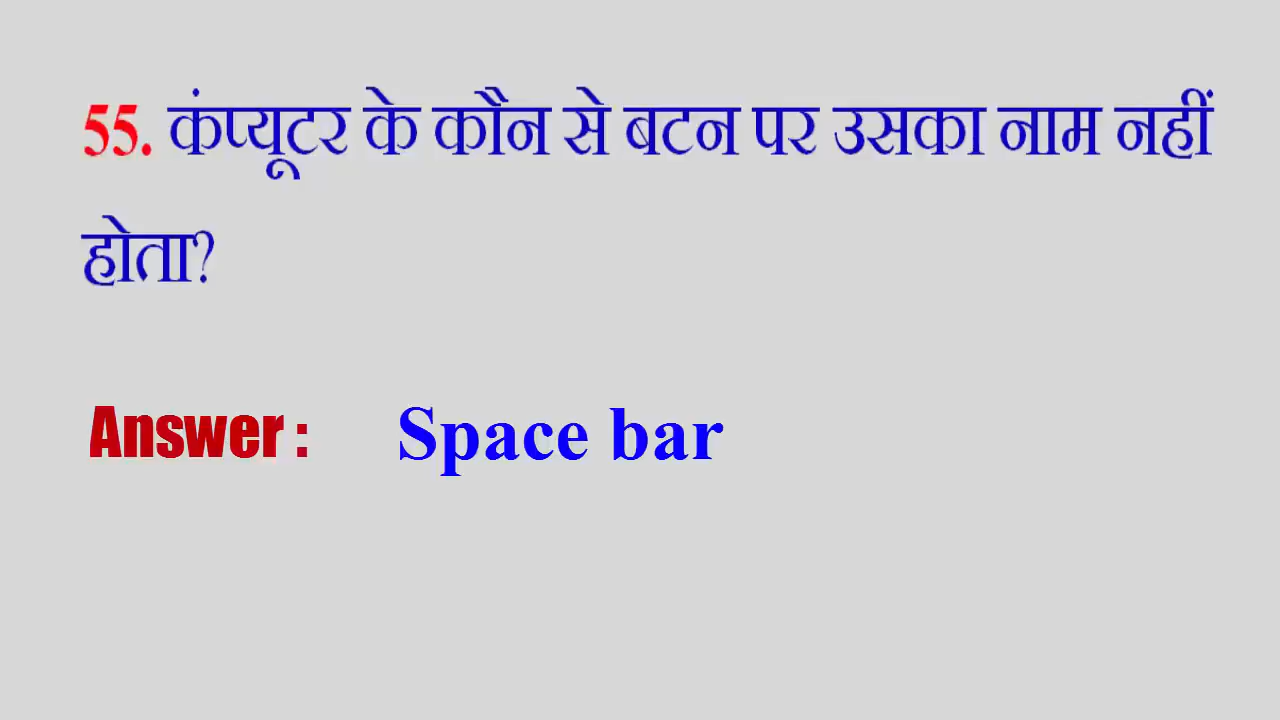 55. कंप्यूटर के कौन से बटन पर उसका नाम नहीं
होता?
Answer : Space bar